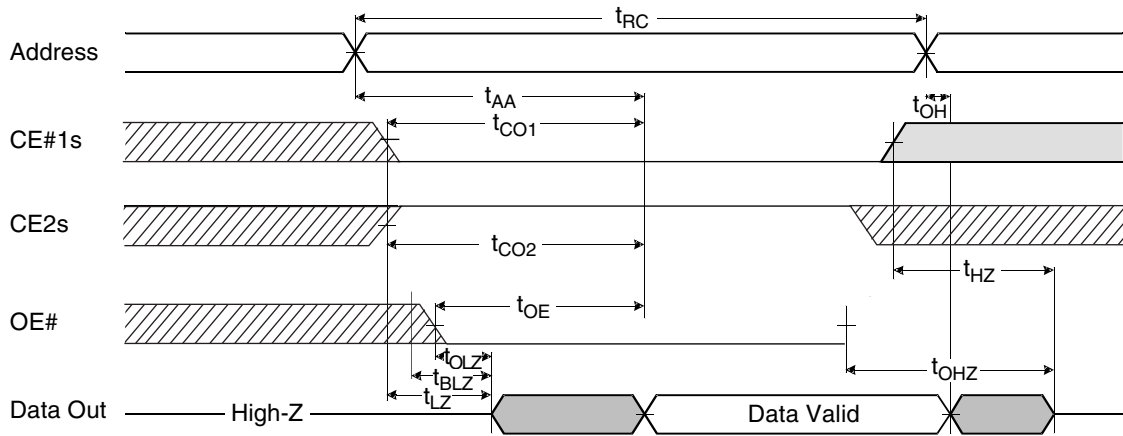 tRC
Address
tAA
tOH
tCO1
CE#1s
CE2s
tCO2
tHZ
tOE
OE#
tOLZ
tOHZ
tBLZ
tLZ
Data Out
High-Z
Data Valid